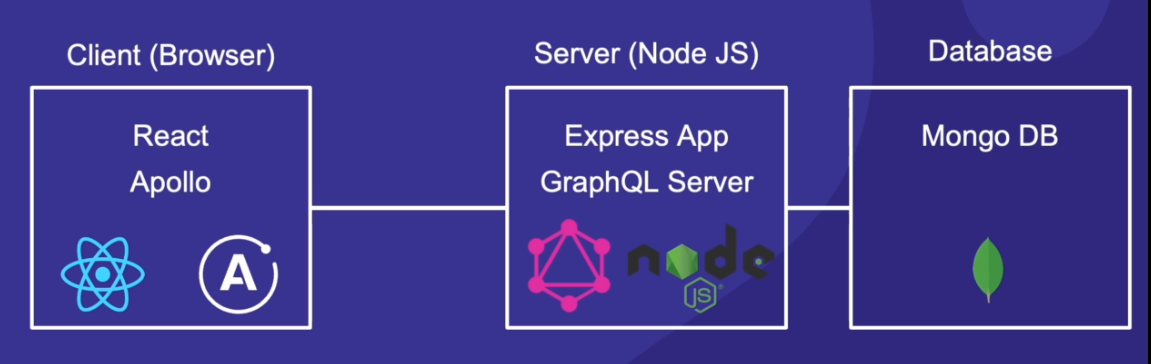 Client (Browser)
Server (Node JS)
Database
React
Apollo
Express App
GraphQL Server
Mongo DB
A
node
JS®